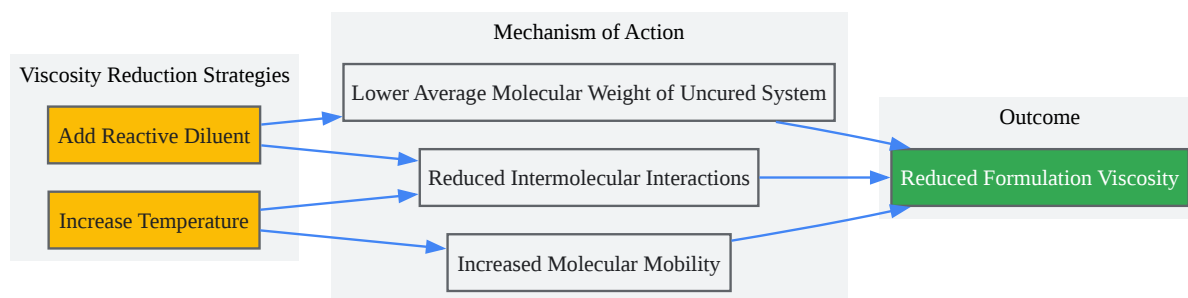 Viscosity Reduction Strategies
Add Reactive Diluent
Increase Temperature
Mechanism of Action
Lower Average Molecular Weight of Uncured System
Reduced Intermolecular Interactions
Increased Molecular Mobility
Outcome
Reduced Formulation Viscosity